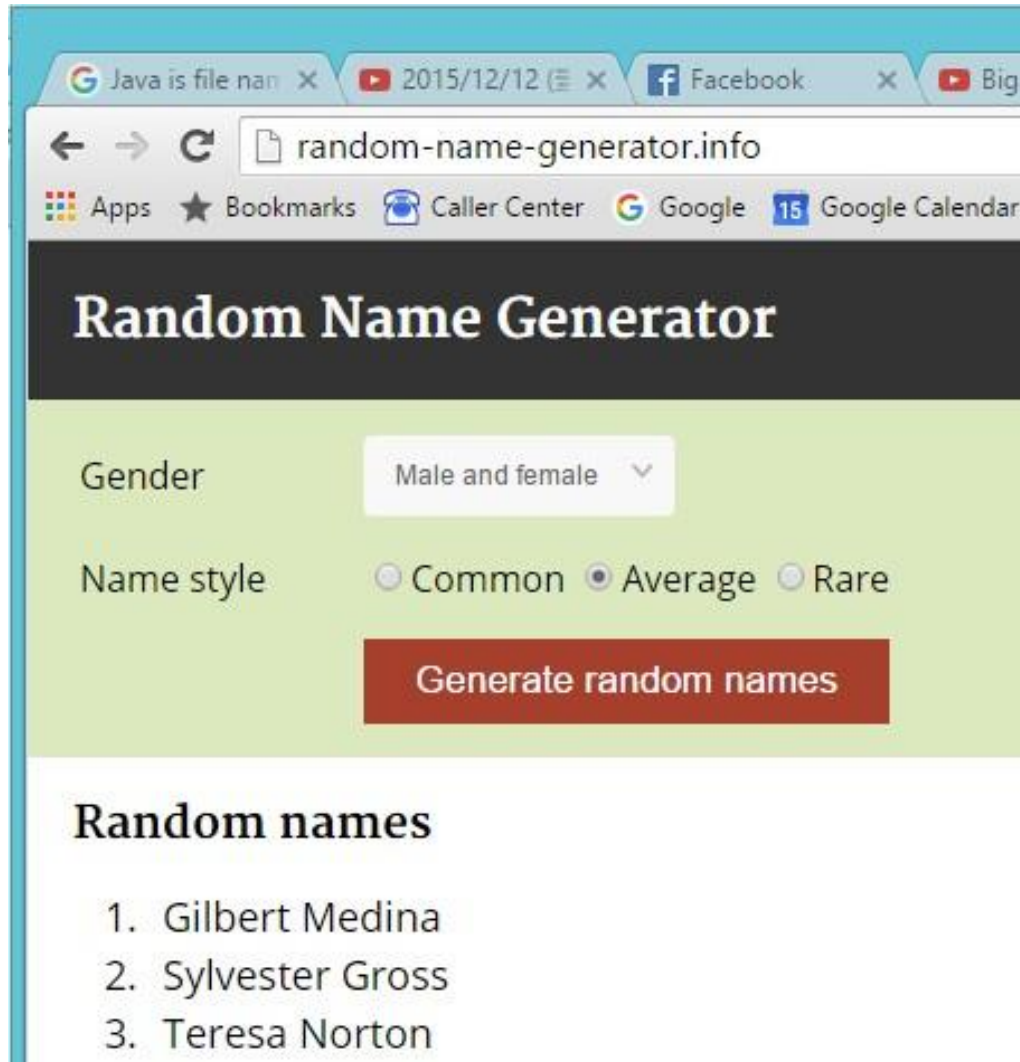 Java is file nan
2015/12/12
Facebook
Big
random-name-generator.info
Apps Bookmarks Caller Center Google 15 Google Calendar
Random Name Generator
Gender Male and female
Name style Common Average Rare
Generate random names
Random names
1. Gilbert Medina
2. Sylvester Gross
3. Teresa Norton